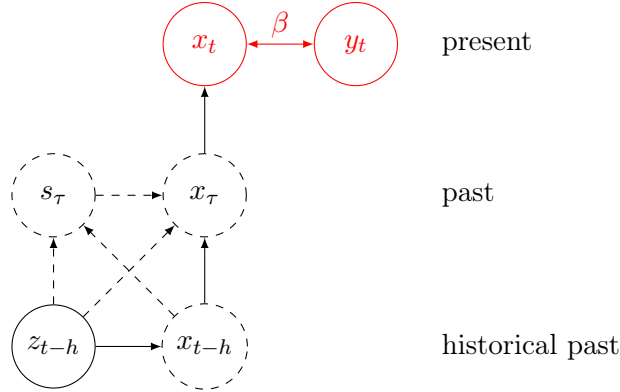 β
x_t y_t present
s_τ x_τ past
z_{t−h} x_{t−h} historical past